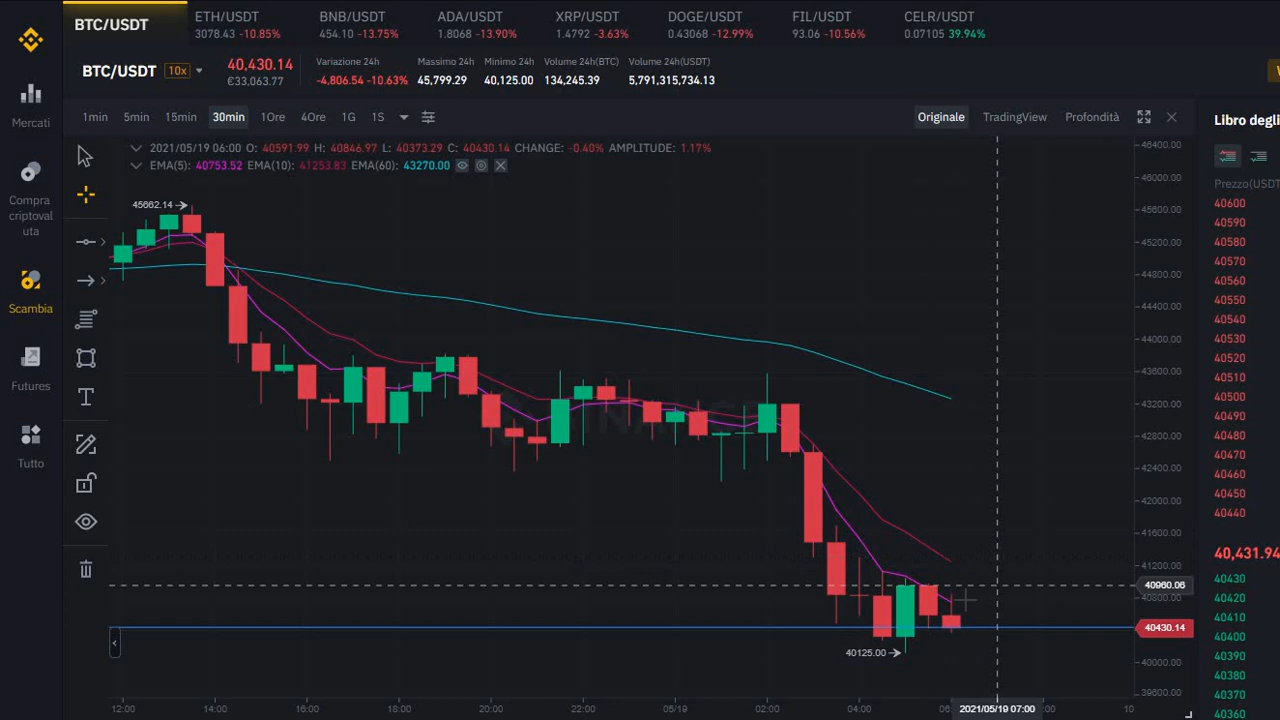 BTC/USDT
ETH/USDT
3078.43 -10.85%
BNB/USDT
454.10 -13.75%
ADA/USDT
1.8068 -13.90%
XRP/USDT
1.4792 -3.63%
DOGE/USDT
0.43068 -12.99%
FIL/USDT
93.06 -10.56%
CELR/USDT
0.07105 39.94%
BTC/USDT 10x
40,430.14
€33,063.77
Variazione 24h
-4,806.54 -10.63%
Massimo 24h
45,799.29
Minimo 24h
40,125.00
Volume 24h(BTC)
134,245.39
Volume 24h(USDT)
5,791,315,734.13
Mercati
Compra
criptoval
uta
Scambia
Futures
Tutto
1min 5min 15min 30min 1Ore 4Ore 1G 1S
Originale TradingView Profondità
2021/05/19 06:00 O: 40591.99 H: 40846.97 L: 40373.29 C: 40430.14 CHANGE: -0.40% AMPLITUDE: 1.17%
EMA(5): 40753.52 EMA(10): 41253.83 EMA(60): 43270.00
45662.14
40125.00
46400.00
46000.00
45600.00
45200.00
44800.00
44400.00
44000.00
43600.00
43200.00
42800.00
42400.00
42000.00
41600.00
41200.00
40960.06
40800.00
40430.14
40000.00
39600.00
12:00 14:00 16:00 18:00 20:00 22:00 05/19 02:00 04:00 06: 2021/05/19 07:00 :00 10
Libro degli
Prezzo(USDT
40600
40590
40580
40570
40560
40550
40540
40530
40520
40510
40500
40490
40480
40470
40460
40450
40440
40,431.94
40430
40420
40410
40400
40390
40380
40370
40360